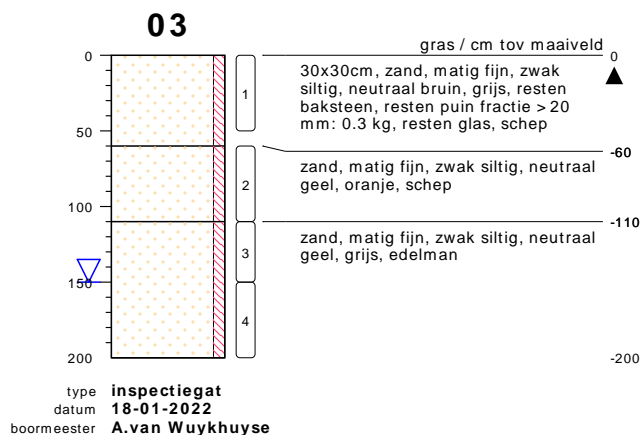 03
gras / cm tov maaiveld
0
0
30x30cm, zand, matig fijn, zwak
siltig, neutraal bruin, grijs, resten
baksteen, resten puin fractie > 20
mm: 0.3 kg, resten glas, schep
1
50
-60
zand, matig fijn, zwak siltig, neutraal
geel, oranje, schep
2
100
-110
zand, matig fijn, zwak siltig, neutraal
geel, grijs, edelman
3
150
4
200
-200
type inspectiegat
datum 18-01-2022
boormeester A.van Wuykhuyse